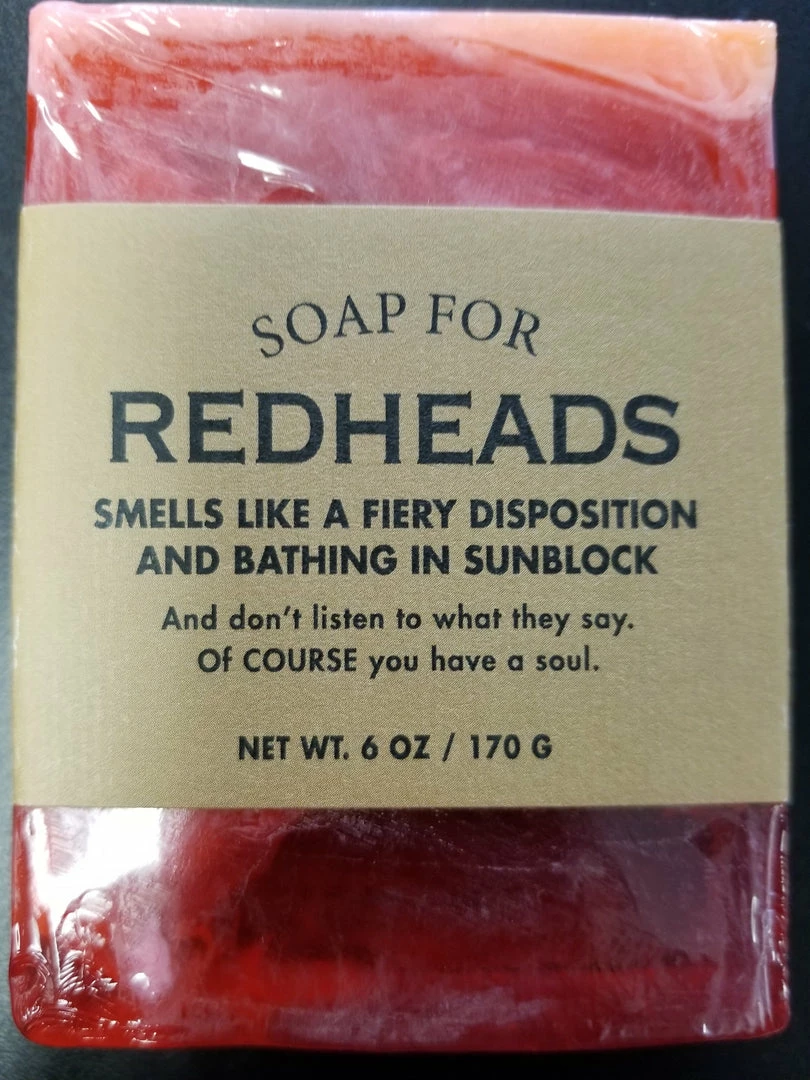 SOAP FOR
REDHEADS
SMELLS LIKE A FIERY DISPOSITION
AND BATHING IN SUNBLOCK
And don't listen to what they say.
Of COURSE you have a soul.
NET WT. 6 OZ / 170 G